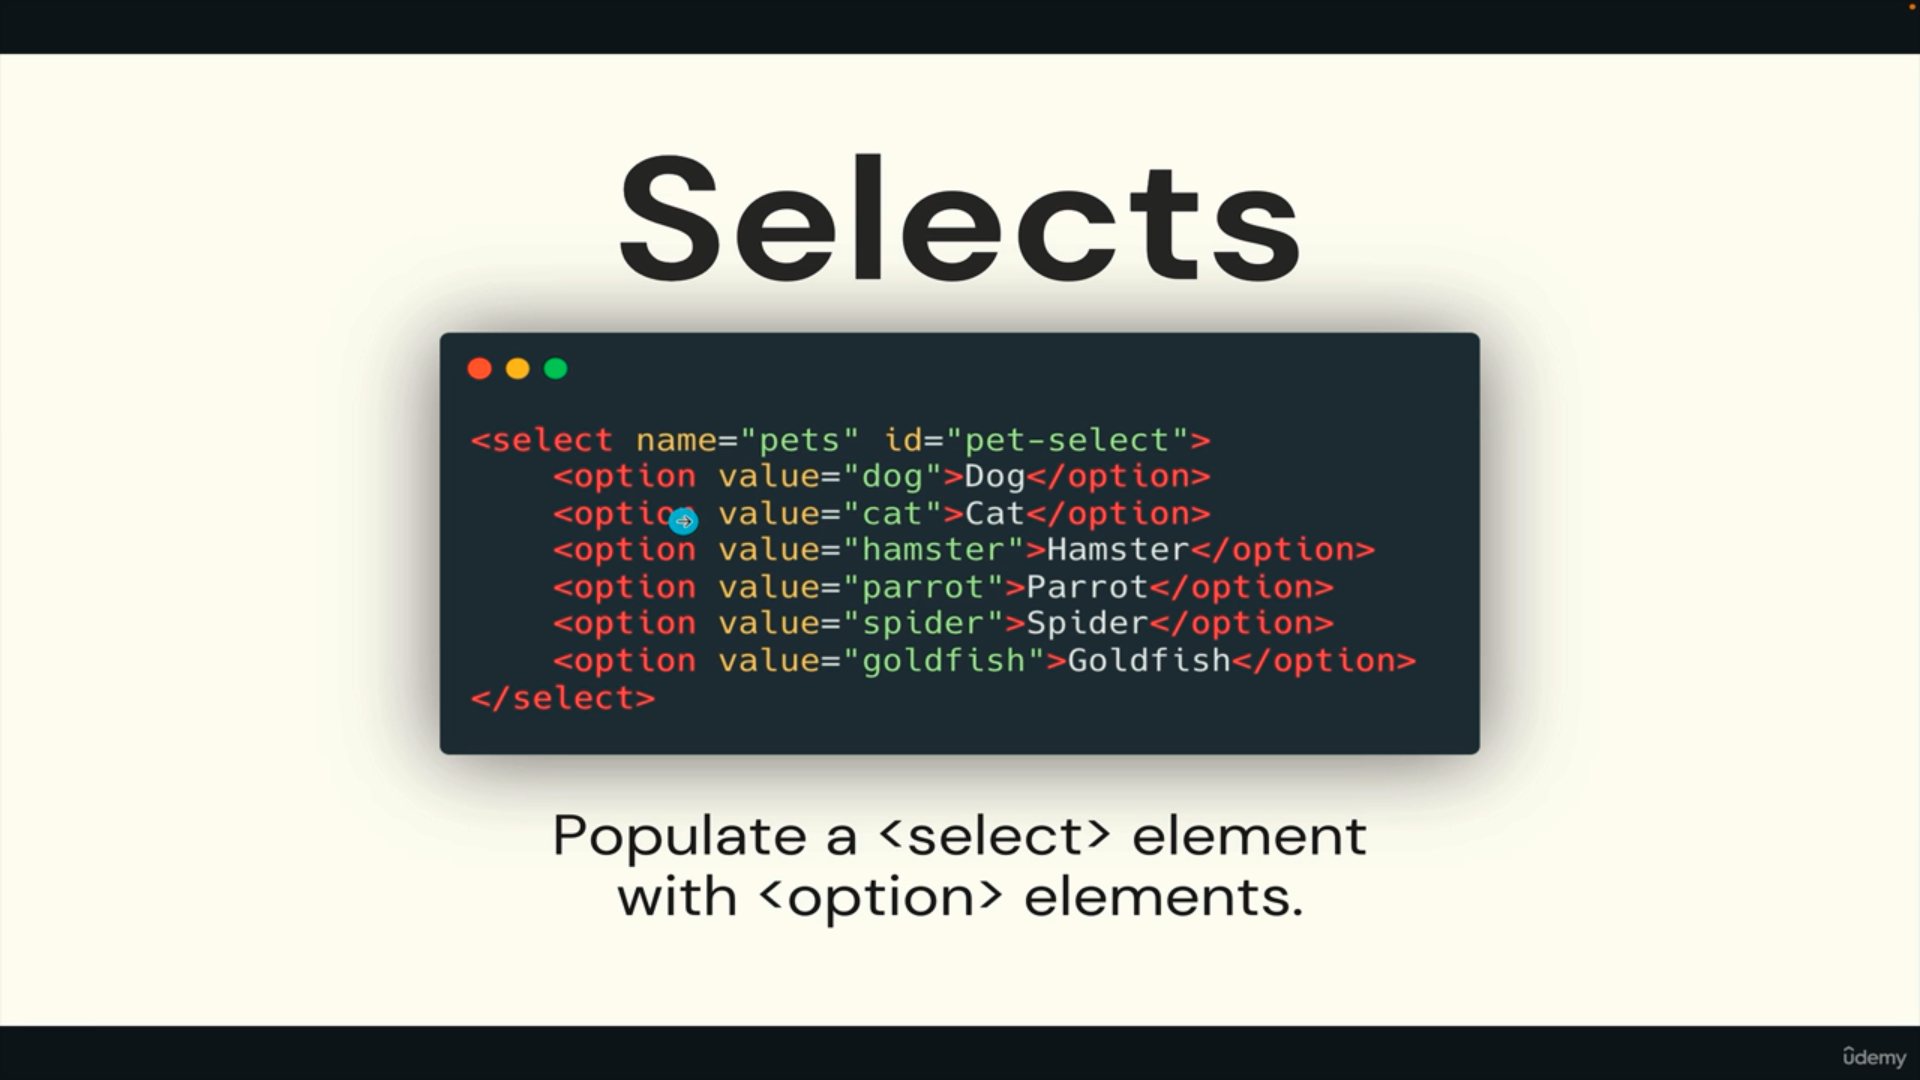 Selects
<select name="pets" id="pet-select">
    <option value="dog">Dog</option>
    <option value="cat">Cat</option>
    <option value="hamster">Hamster</option>
    <option value="parrot">Parrot</option>
    <option value="spider">Spider</option>
    <option value="goldfish">Goldfish</option>
</select>
Populate a <select> element
with <option> elements.
ûdemy